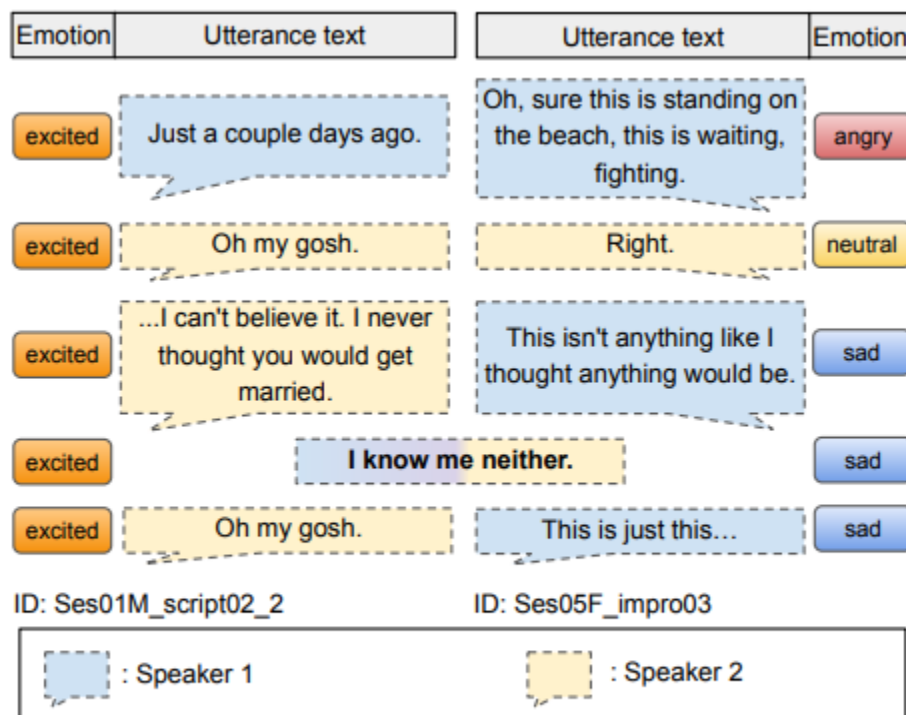 Emotion Utterance text Utterance text Emotion
Oh, sure this is standing on
excited Just a couple days ago. the beach, this is waiting, angry
fighting.
excited Oh my gosh. Right. neutral
...I can't believe it. I never
This isn't anything like I
excited thought you would get sad
thought anything would be.
married.
excited I know me neither. sad
excited Oh my gosh. This is just this... sad
ID: Ses01M_script02_2 ID: Ses05F_impro03
: Speaker 1 : Speaker 2